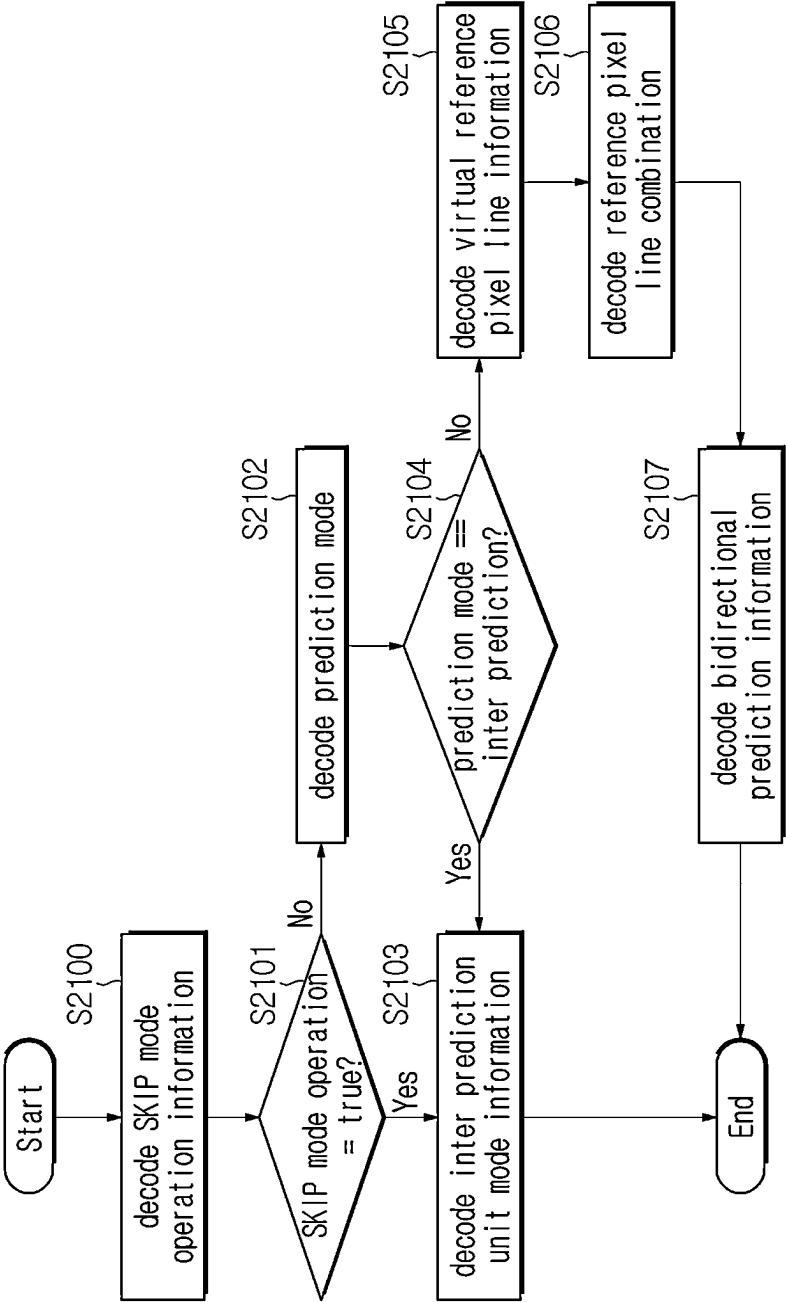 Start
S2100
decode SKIP mode
operation information
S2101
SKIP mode operation
= true?
No
Yes
S2102
decode prediction mode
S2103
decode inter prediction
unit mode information
S2104
prediction mode ==
inter prediction?
Yes
No
S2105
decode virtual reference
pixel line information
S2106
decode reference pixel
line combination
S2107
decode bidirectional
prediction information
End